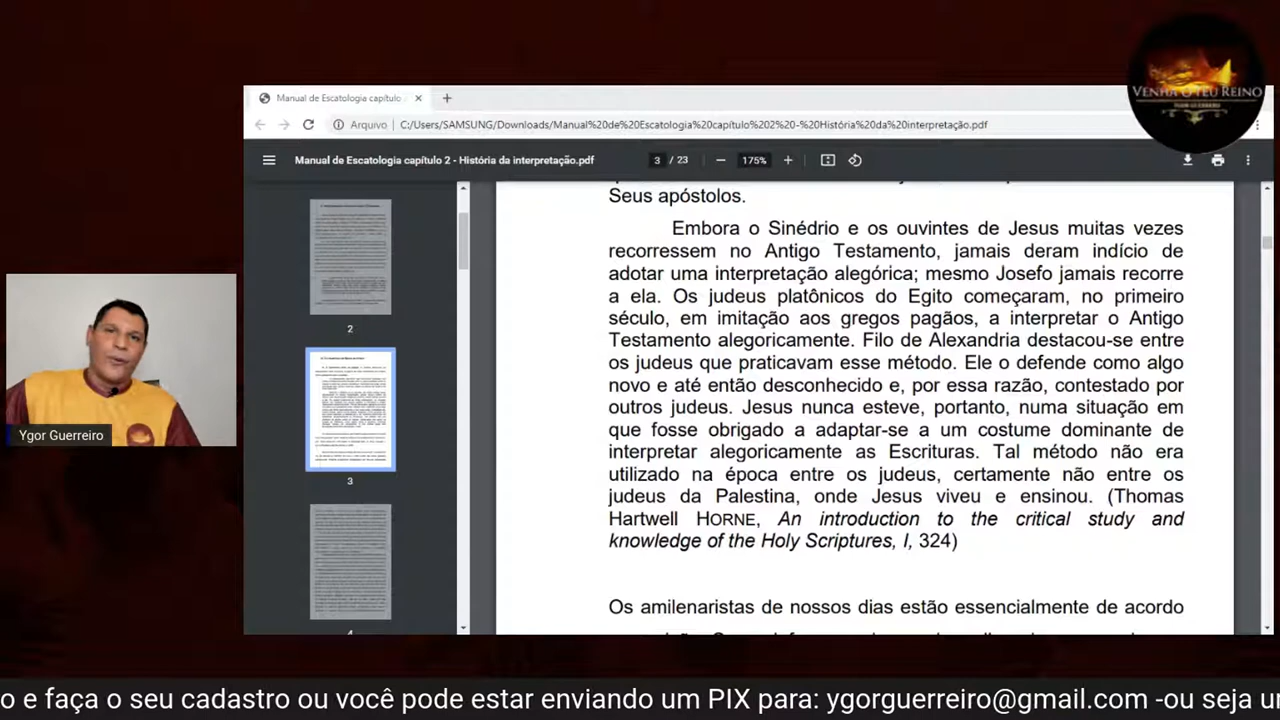 VENHA O TEU REINO
YGOR GUERREIRO
Manual de Escatologia capítulo
Arquivo C:/Users/SAMSUNG/Downloads/Manual%20de%20Escatologia%20capítulo%202%20-%20História%20da%20interpretação.pdf
Manual de Escatologia capítulo 2 - História da interpretação.pdf
3 / 23
175%
2
3
4
Seus apóstolos.
Embora o Sinédrio e os ouvintes de Jesus muitas vezes
recorressem no Antigo Testamento, jamais deram indício de
adotar uma interpretação alegórica; mesmo Josefo jamais recorre
a ela. Os judeus patônicos do Egito começaram, no primeiro
século, em imitação aos gregos pagãos, a interpretar o Antigo
Testamento alegoricamente. Filo de Alexandria destacou-se entre
os judeus que praticavam esse método. Ele o defende como algo
novo e até então desconhecido e, por essa razão, contestado por
outros judeus. Jesus nunca esteve, portanto, numa situação em
que fosse obrigado a adaptar-se a um costume dominante de
interpretar alegoricamente as Escrituras. Tal método não era
utilizado na época entre os judeus, certamente não entre os
judeus da Palestina, onde Jesus viveu e ensinou. (Thomas
Hartwell HORNE, An introduction to the critical study and
knowledge of the Holy Scriptures, I, 324)
Os amilenaristas de nossos dias estão essencialmente de acordo
Ygor Guerreiro
o e faça o seu cadastro ou você pode estar enviando um PIX para: ygorguerreiro@gmail.com -ou seja u